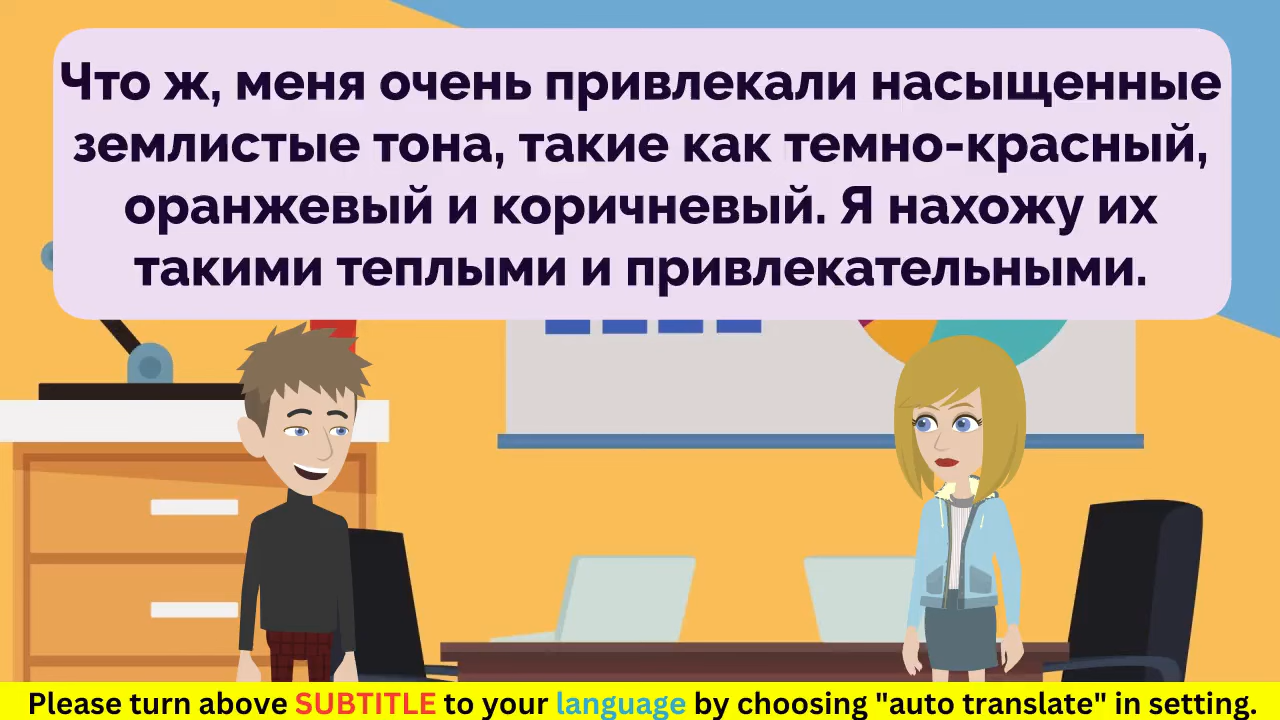 Что ж, меня очень привлекали насыщенные
землистые тона, такие как темно-красный,
оранжевый и коричневый. Я нахожу их
такими теплыми и привлекательными.
Please turn above SUBTITLE to your language by choosing "auto translate" in setting.